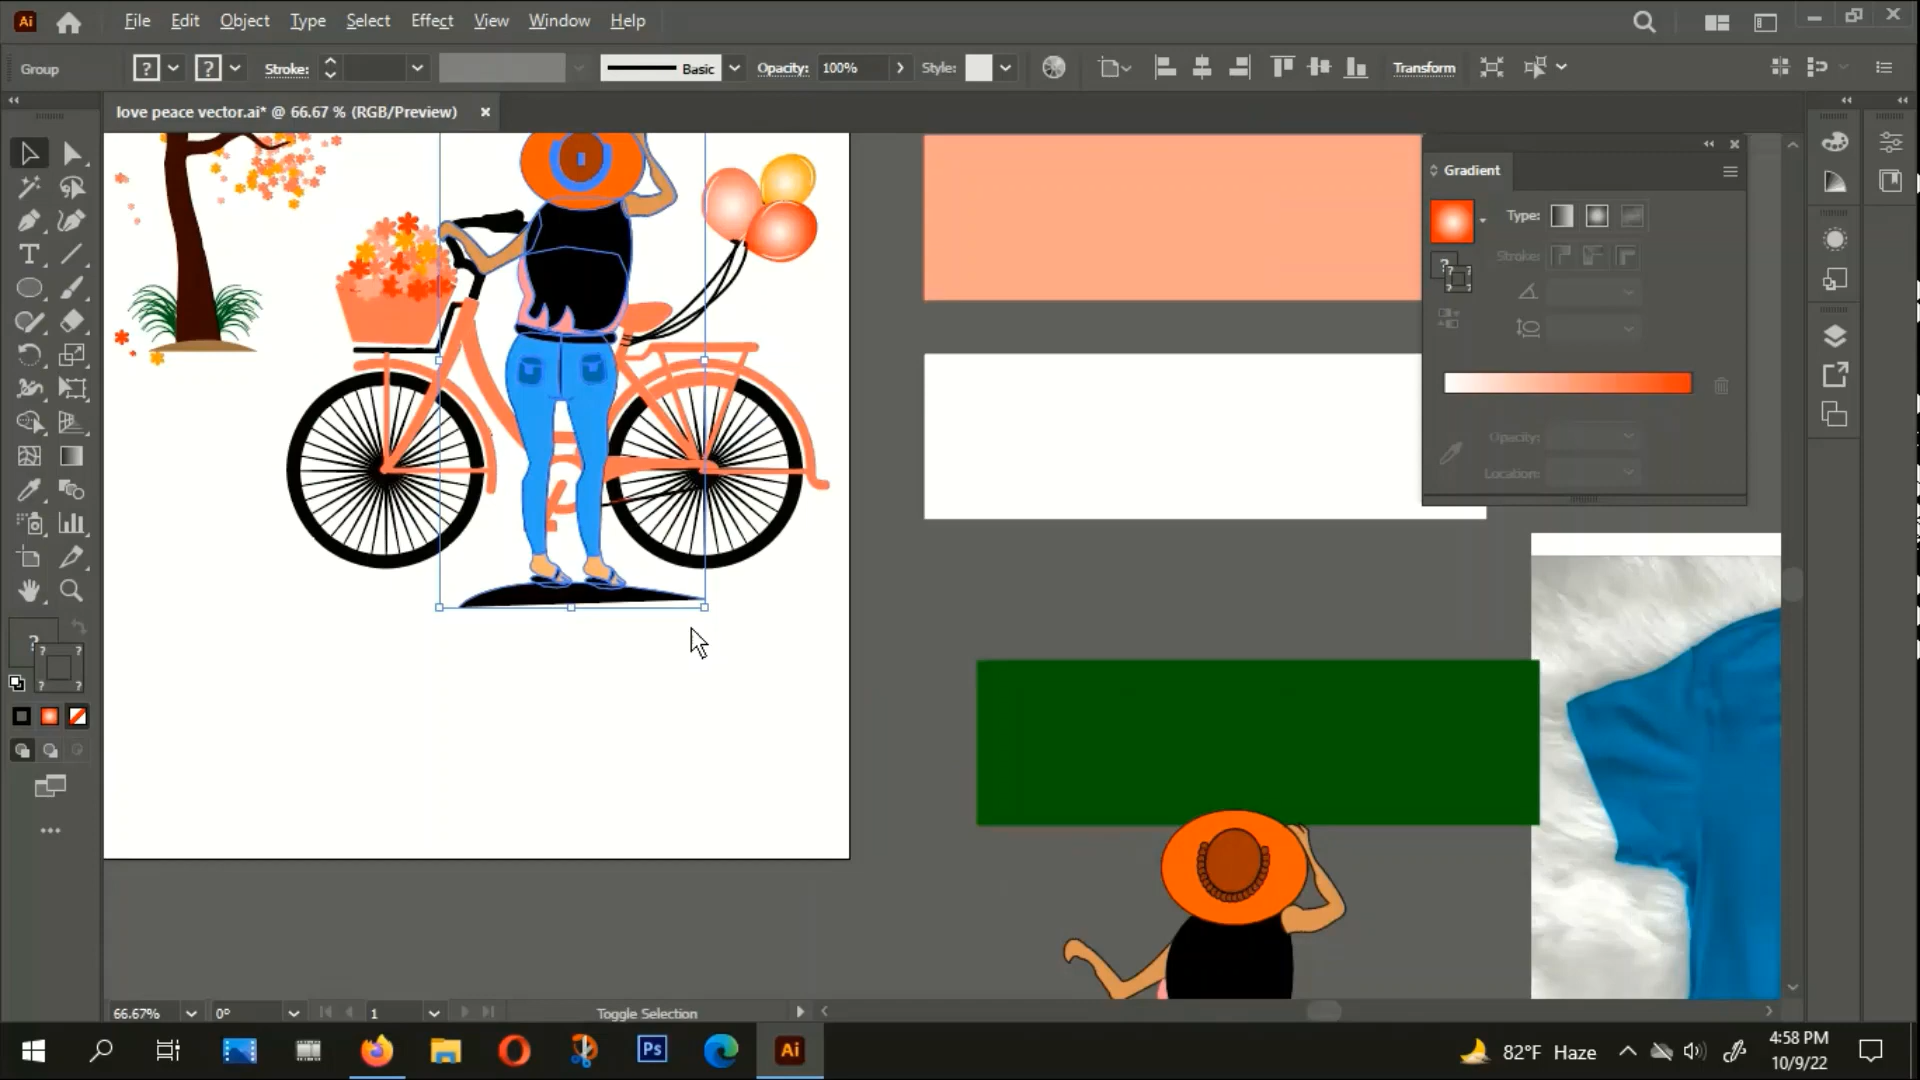 Ai File Edit Object Type Select Effect View Window Help
Group ? ? Stroke: Basic Opacity: 100% Style: Transform
love peace vector.ai* @ 66.67 % (RGB/Preview)
Gradient
Type:
Stroke:
?
?
Opacity:
Location:
T
?
? ?
? ?
66.67% 0° 1 Toggle Selection
Ps Ai 82°F Haze 4:58 PM
10/9/22